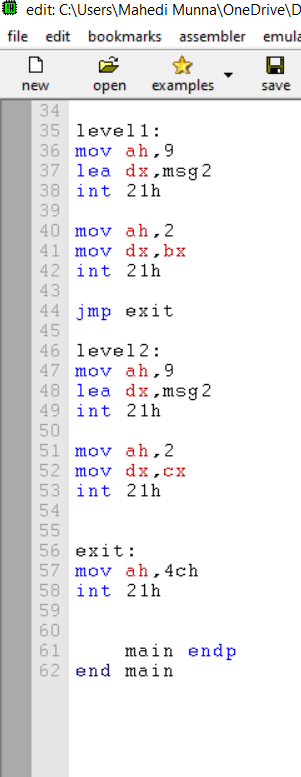 edit: C:\Users\Mahedi Munna\OneDrive\D
file edit bookmarks assembler emula
new open examples save
34
35 level1:
36 mov ah,9
37 lea dx,msg2
38 int 21h
39
40 mov ah,2
41 mov dx,bx
42 int 21h
43
44 jmp exit
45
46 level2:
47 mov ah,9
48 lea dx,msg2
49 int 21h
50
51 mov ah,2
52 mov dx,cx
53 int 21h
54
55
56 exit:
57 mov ah,4ch
58 int 21h
59
60
61 main endp
62 end main